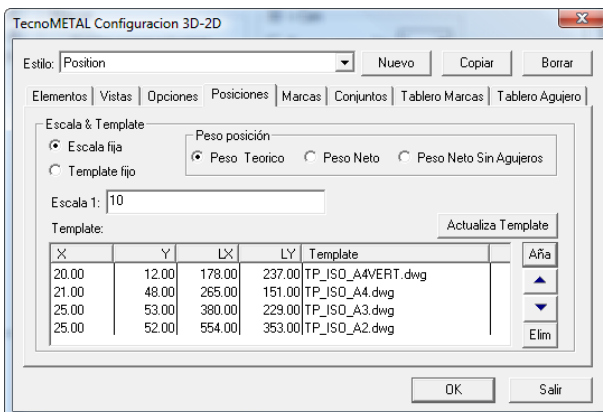 TecnoMETAL Configuracion 3D-2D
Estilo: Position Nuevo Copiar Borrar
Elementos Vistas Opciones Posiciones Marcas Conjuntos Tablero Marcas Tablero Agujero
Escala & Template
Peso posición
Escala fija Peso Teorico Peso Neto Peso Neto Sin Agujeros
Template fijo
Escala 1: 10
Template: Actualiza Template
X Y LX LY Template Aña
20.00 12.00 178.00 237.00 TP_ISO_A4VERT.dwg
21.00 48.00 265.00 151.00 TP_ISO_A4.dwg
25.00 53.00 380.00 229.00 TP_ISO_A3.dwg
25.00 52.00 554.00 353.00 TP_ISO_A2.dwg
Elim
OK Salir